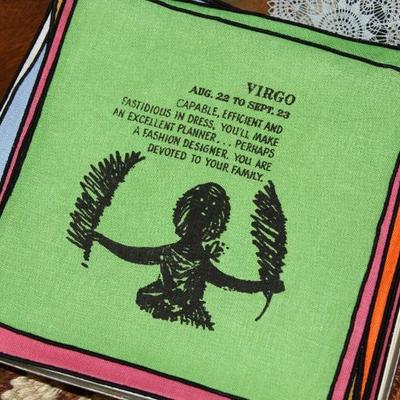 VIRGO
AUG. 22 TO SEPT. 23
CAPABLE, EFFICIENT AND
FASTIDIOUS IN DRESS, YOU'LL MAKE
AN EXCELLENT PLANNER... PERHAPS
A FASHION DESIGNER. YOU ARE
DEVOTED TO YOUR FAMILY.